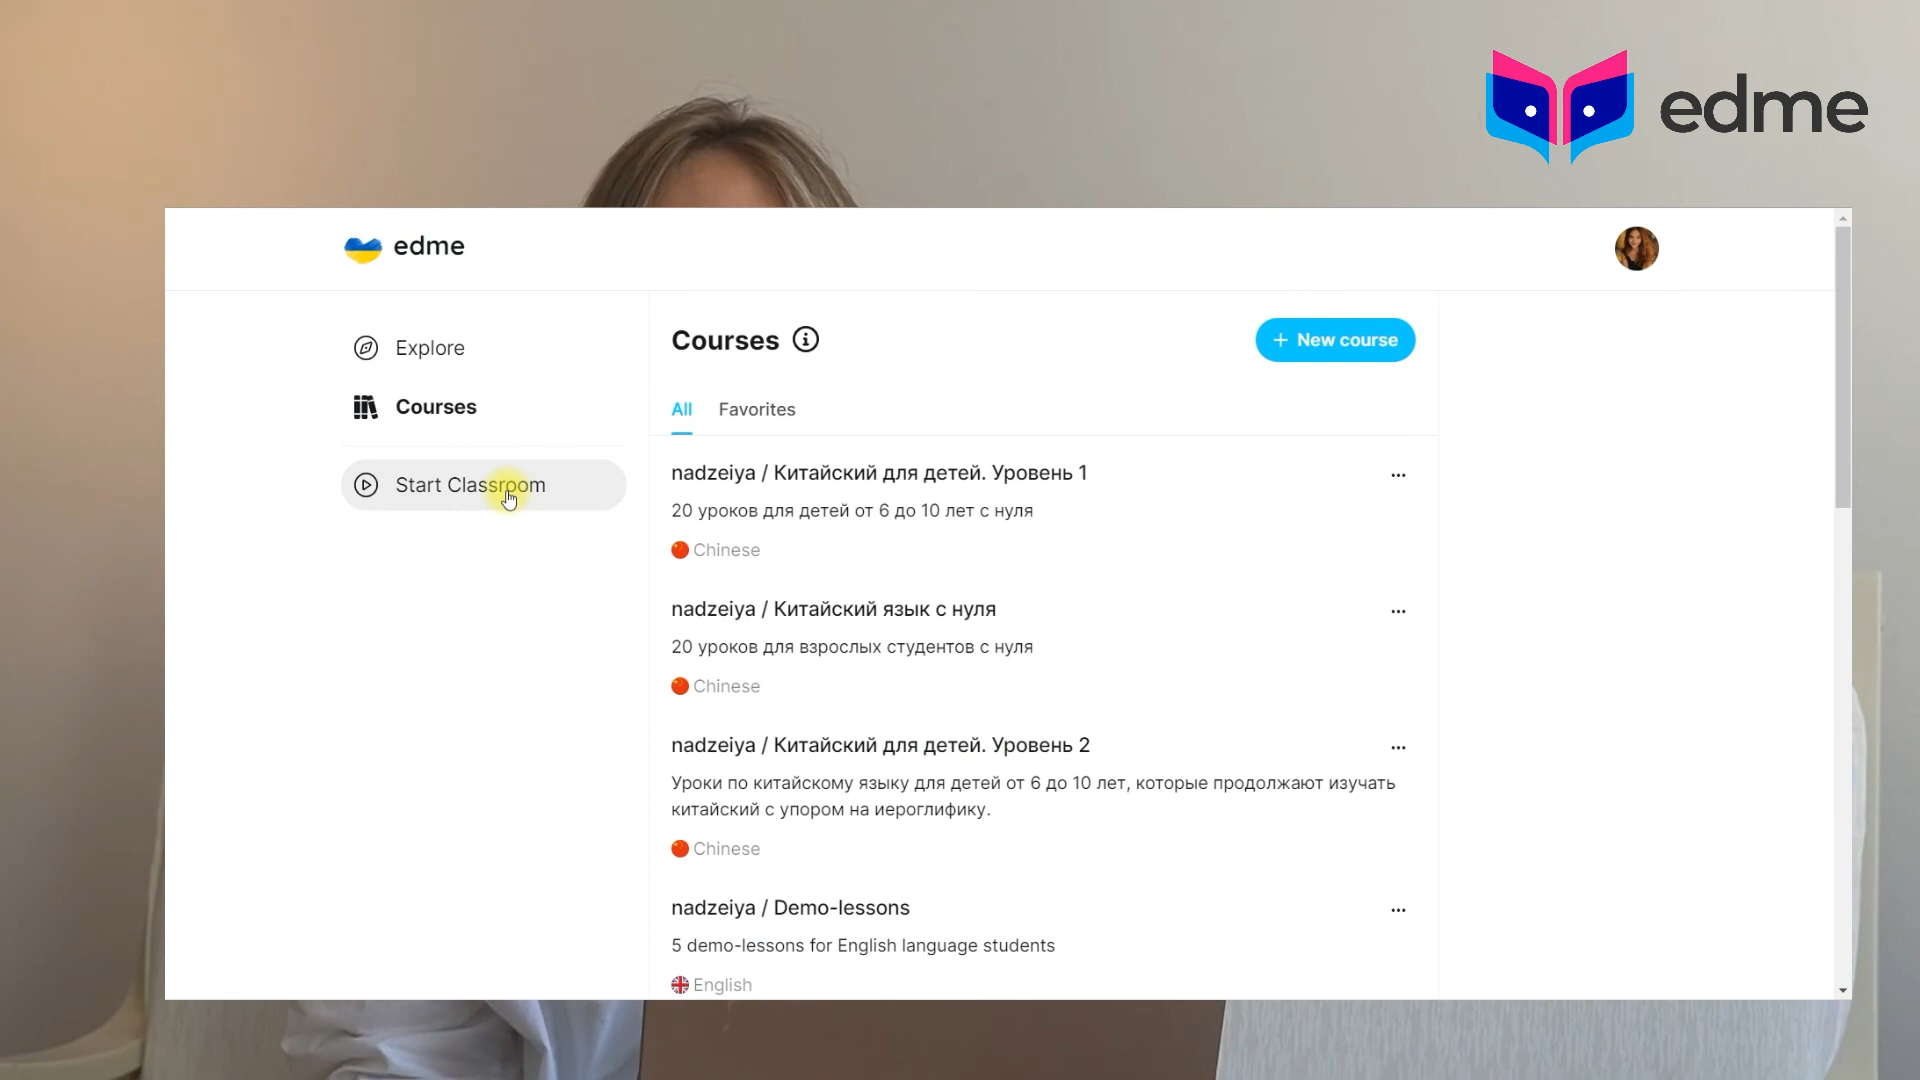 edme
edme
Explore
Courses
Start Classroom
Courses
+ New course
All Favorites
nadzeiya / Китайский для детей. Уровень 1
20 уроков для детей от 6 до 10 лет с нуля
Chinese
nadzeiya / Китайский язык с нуля
20 уроков для взрослых студентов с нуля
Chinese
nadzeiya / Китайский для детей. Уровень 2
Уроки по китайскому языку для детей от 6 до 10 лет, которые продолжают изучать
китайский с упором на иероглифику.
Chinese
nadzeiya / Demo-lessons
5 demo-lessons for English language students
English